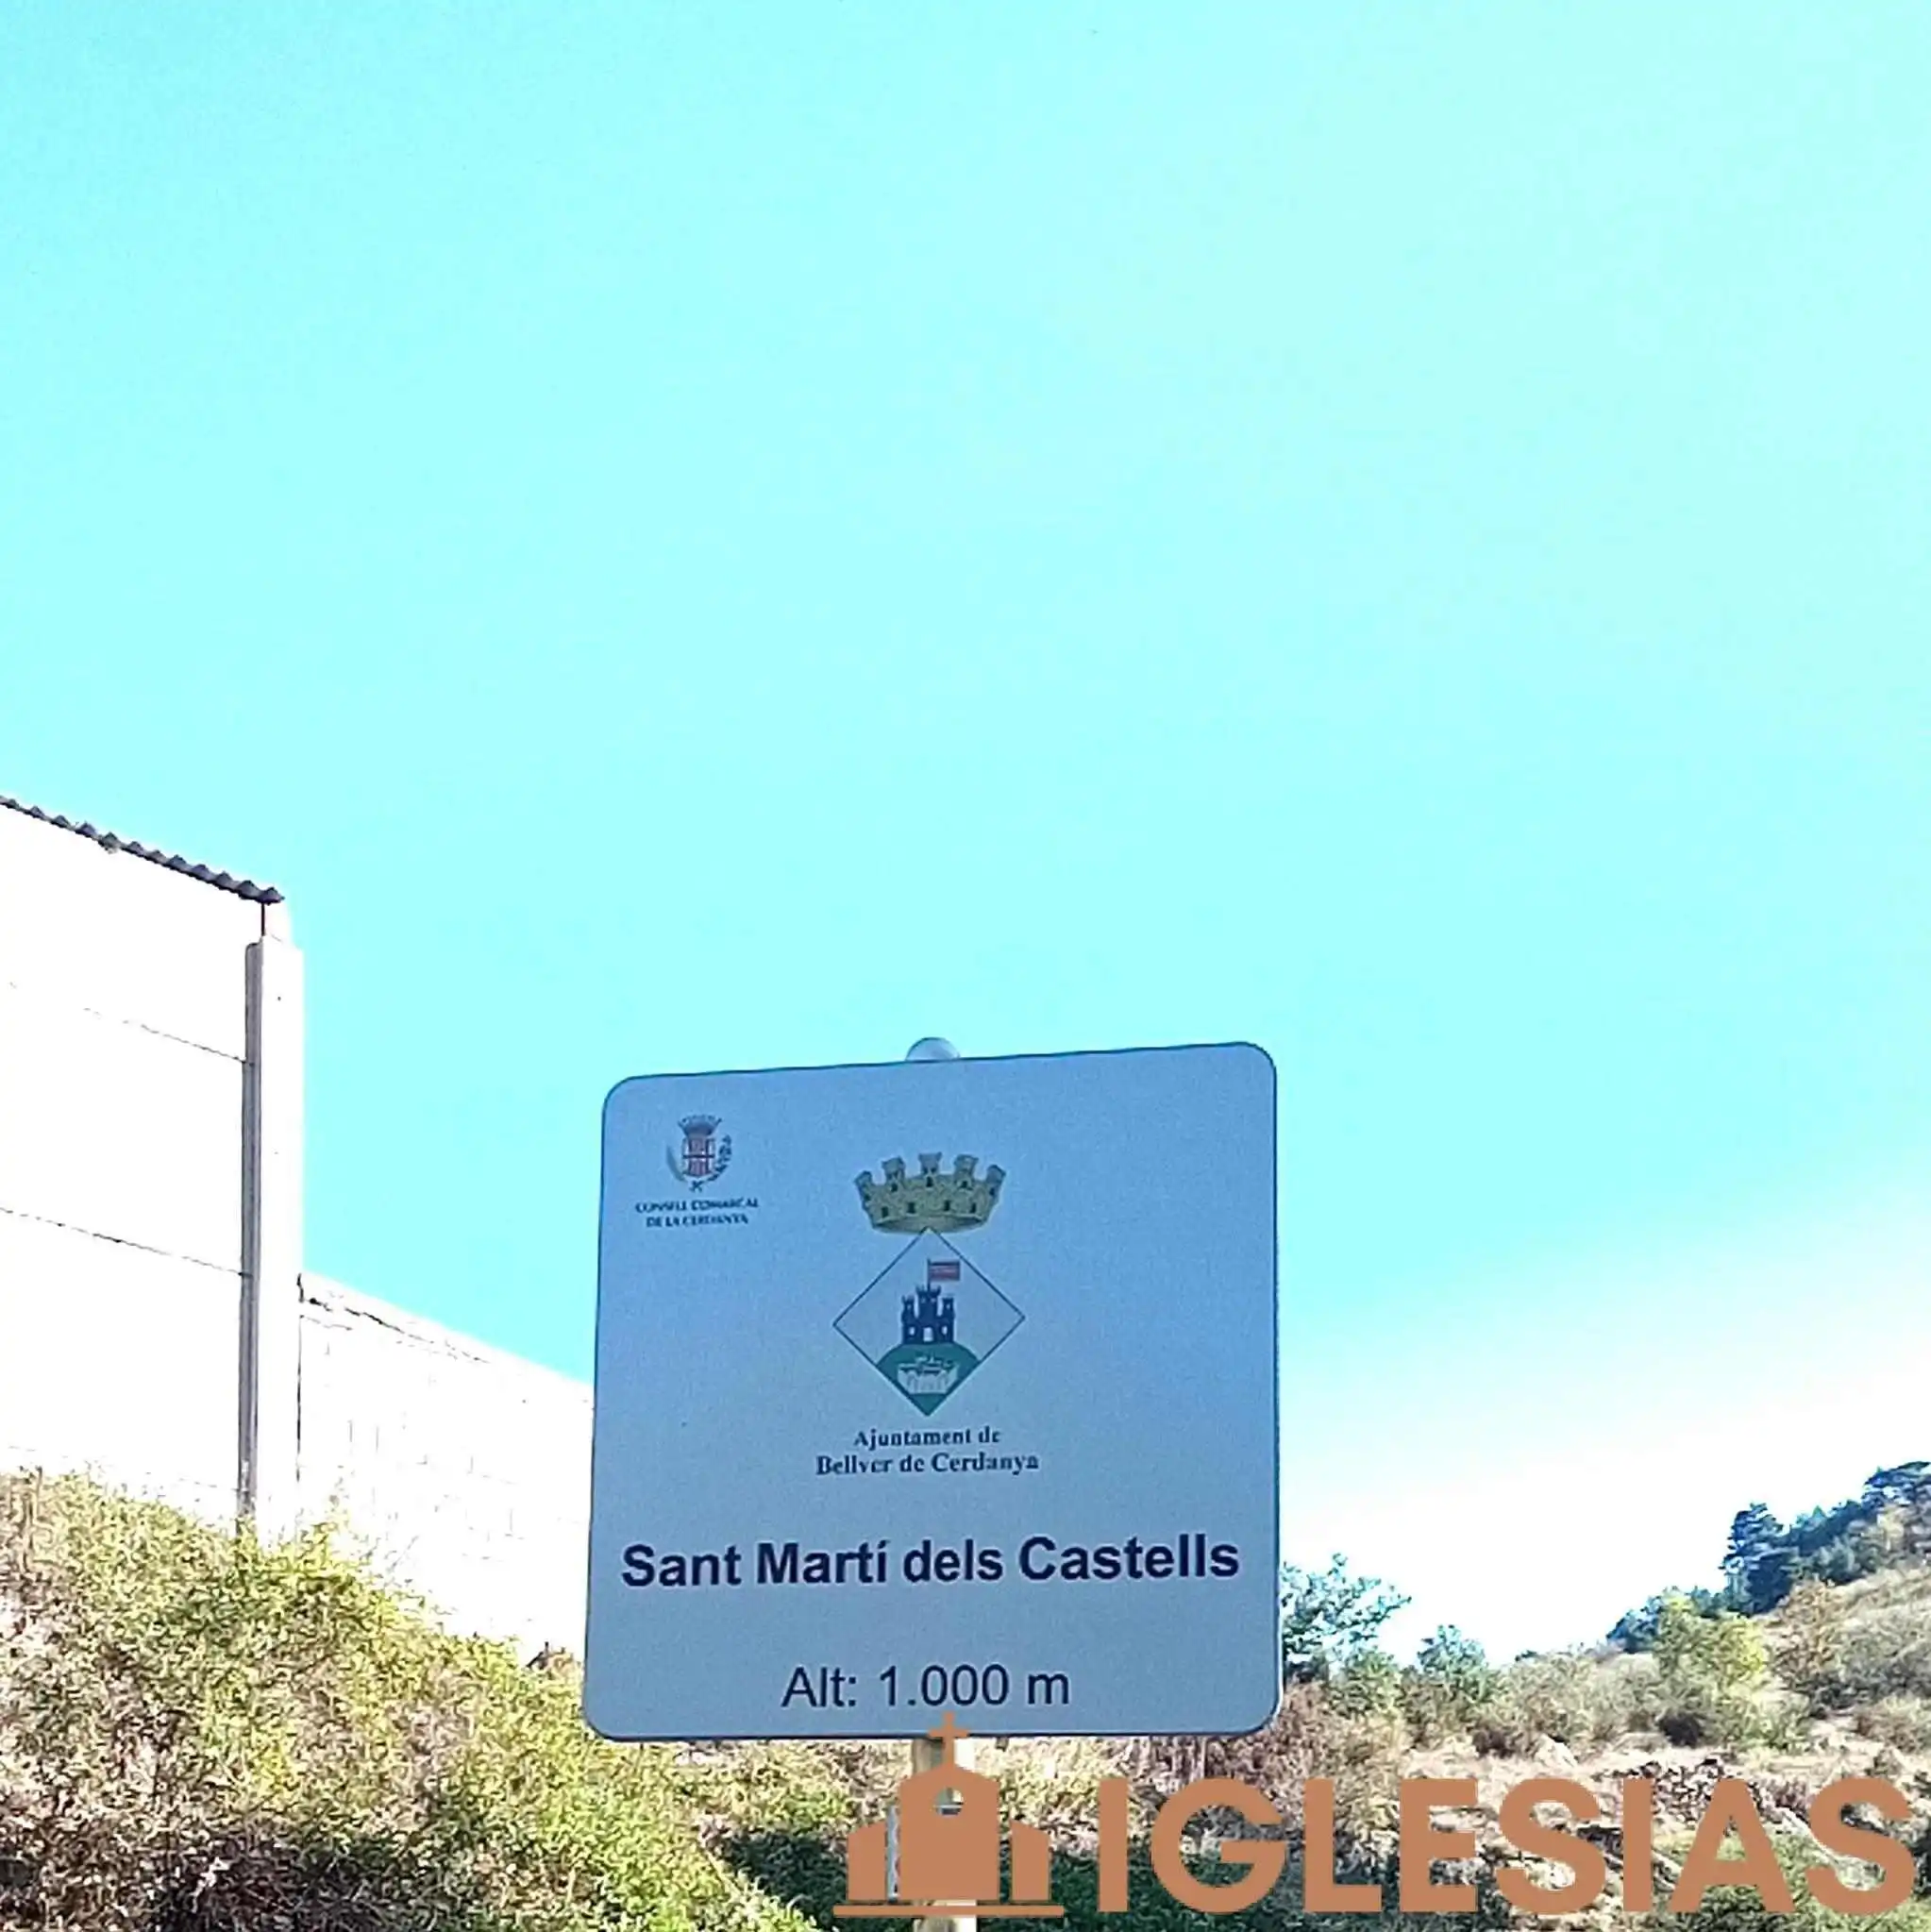 CONSELL COMARCAL
DE LA CERDANYA
Ajuntament de
Bellver de Cerdanya
Sant Martí dels Castells
Alt: 1.000 m
IGLESIAS